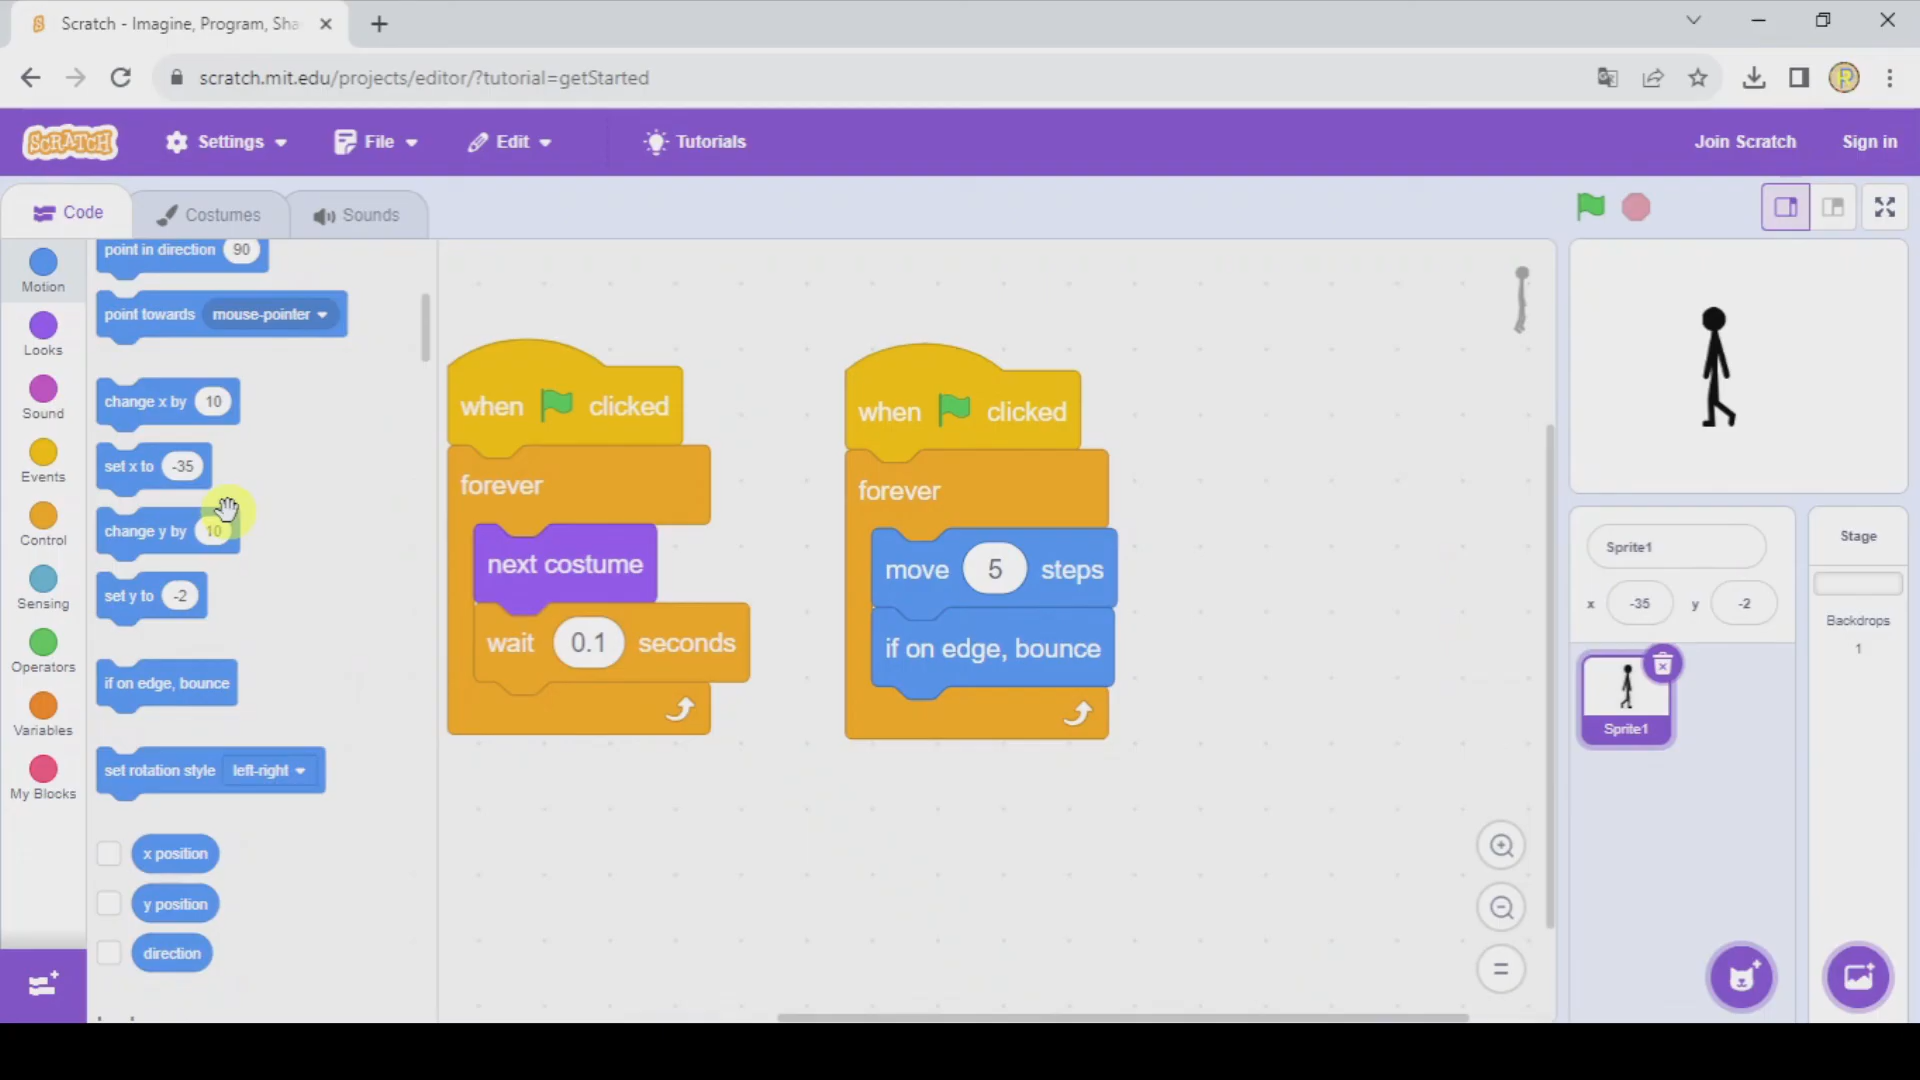 Scratch - Imagine, Program, Sha
scratch.mit.edu/projects/editor/?tutorial=getStarted
SCRATCH Settings File Edit Tutorials Join Scratch Sign in
Code Costumes Sounds
Motion
Looks
Sound
Events
Control
Sensing
Operators
Variables
My Blocks
point in direction 90
point towards mouse-pointer
change x by 10
set x to -35
change y by 10
set y to -2
if on edge, bounce
set rotation style left-right
x position
y position
direction
when clicked
forever
next costume
wait 0.1 seconds
when clicked
forever
move 5 steps
if on edge, bounce
Sprite1
x -35 y -2
Sprite1
Stage
Backdrops
1